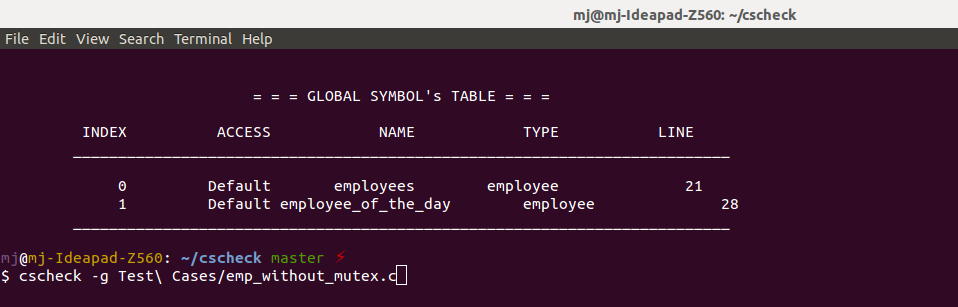 mj@mj-Ideapad-Z560: ~/cscheck
File Edit View Search Terminal Help
= = = GLOBAL SYMBOL's TABLE = = =
INDEX ACCESS NAME TYPE LINE
0 Default employees employee 21
1 Default employee_of_the_day employee 28
mj@mj-Ideapad-Z560: ~/cscheck master ⚡
$ cscheck -g Test\ Cases/emp_without_mutex.c